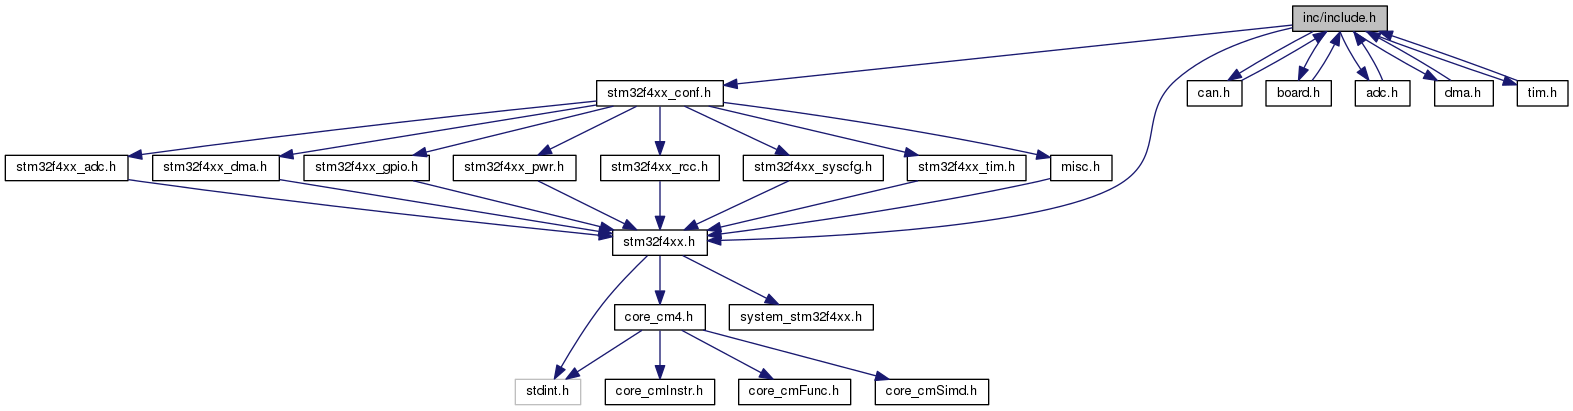 inc/include.h
stm32f4xx_conf.h
can.h
board.h
adc.h
dma.h
tim.h
stm32f4xx_adc.h
stm32f4xx_dma.h
stm32f4xx_gpio.h
stm32f4xx_pwr.h
stm32f4xx_rcc.h
stm32f4xx_syscfg.h
stm32f4xx_tim.h
misc.h
stm32f4xx.h
core_cm4.h
system_stm32f4xx.h
stdint.h
core_cmInstr.h
core_cmFunc.h
core_cmSimd.h